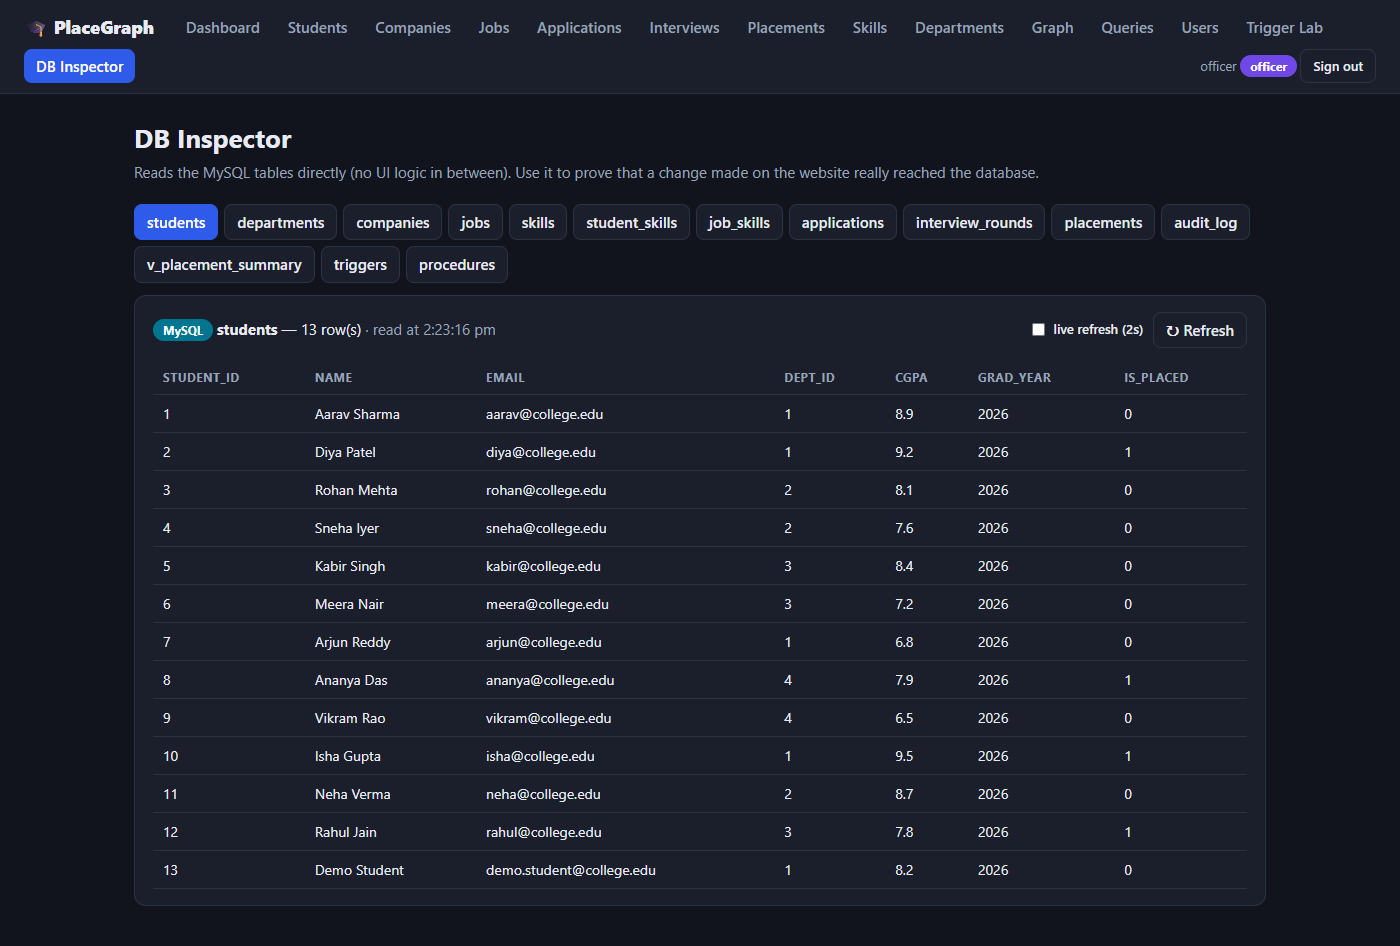 PlaceGraph Dashboard Students Companies Jobs Applications Interviews Placements Skills Departments Graph Queries Users Trigger Lab
DB Inspector officer officer Sign out
DB Inspector
Reads the MySQL tables directly (no UI logic in between). Use it to prove that a change made on the website really reached the database.
students departments companies jobs skills student_skills job_skills applications interview_rounds placements audit_log
v_placement_summary triggers procedures
MySQL students — 13 row(s) · read at 2:23:16 pm live refresh (2s) ↻ Refresh
STUDENT_ID NAME EMAIL DEPT_ID CGPA GRAD_YEAR IS_PLACED
1 Aarav Sharma aarav@college.edu 1 8.9 2026 0
2 Diya Patel diya@college.edu 1 9.2 2026 1
3 Rohan Mehta rohan@college.edu 2 8.1 2026 0
4 Sneha Iyer sneha@college.edu 2 7.6 2026 0
5 Kabir Singh kabir@college.edu 3 8.4 2026 0
6 Meera Nair meera@college.edu 3 7.2 2026 0
7 Arjun Reddy arjun@college.edu 1 6.8 2026 0
8 Ananya Das ananya@college.edu 4 7.9 2026 1
9 Vikram Rao vikram@college.edu 4 6.5 2026 0
10 Isha Gupta isha@college.edu 1 9.5 2026 1
11 Neha Verma neha@college.edu 2 8.7 2026 0
12 Rahul Jain rahul@college.edu 3 7.8 2026 1
13 Demo Student demo.student@college.edu 1 8.2 2026 0